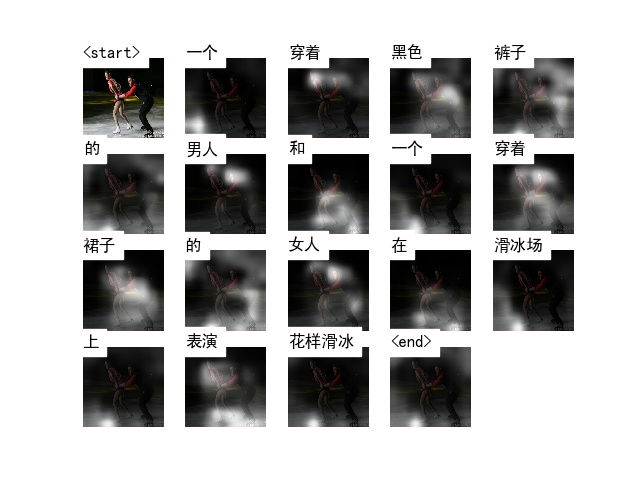 <start> 一个 穿着 黑色 裤子
的 男人 和 一个 穿着
裙子 的 女人 在 滑冰场
上 表演 花样滑冰 <end>